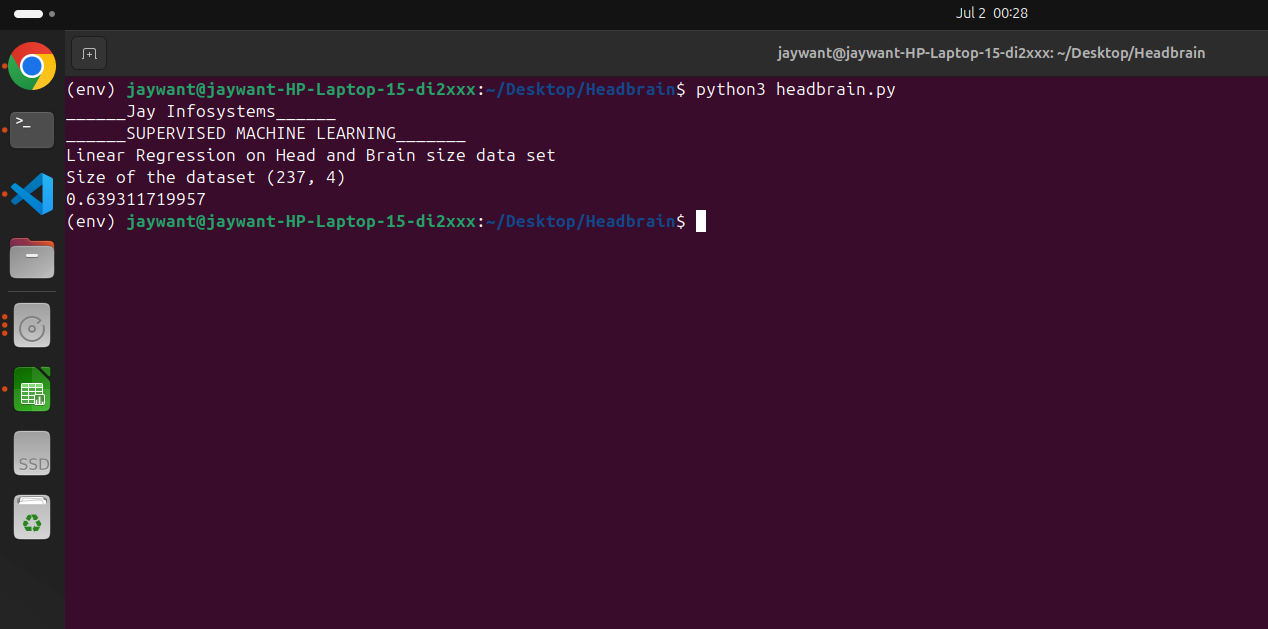 Jul 2 00:28
jaywant@jaywant-HP-Laptop-15-di2xxx: ~/Desktop/Headbrain
(env) jaywant@jaywant-HP-Laptop-15-di2xxx:~/Desktop/Headbrain$ python3 headbrain.py
______Jay Infosystems______
______SUPERVISED MACHINE LEARNING_______
Linear Regression on Head and Brain size data set
Size of the dataset (237, 4)
0.639311719957
(env) jaywant@jaywant-HP-Laptop-15-di2xxx:~/Desktop/Headbrain$
>_
SSD